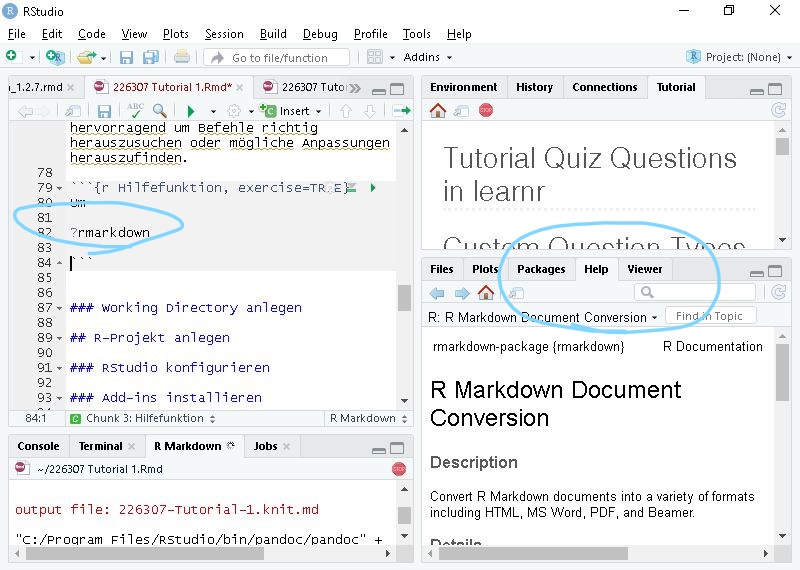 RStudio
File Edit Code View Plots Session Build Debug Profile Tools Help
Go to file/function Addins Project: (None)
_1.2.7.rmd 226307 Tutorial 1.Rmd* 226307 Tuto
ABC Insert
hervorragend um Befehle richtig
herauszusuchen oder mögliche Anpassungen
herauszufinden.
78
79 ```{r Hilfefunktion, exercise=TR E}
80 Um
81
82 ?rmarkdown
83
84 ```
85
86
87 ### Working Directory anlegen
88
89 ## R-Projekt anlegen
90
91 ### RStudio konfigurieren
92
93 ### Add-ins installieren
84:1 Chunk 3: Hilfefunktion R Markdown
Console Terminal R Markdown Jobs
~/226307 Tutorial 1.Rmd STOP
output file: 226307-Tutorial-1.knit.md
"C:/Program Files/RStudio/bin/pandoc/pandoc" +
Environment History Connections Tutorial
STOP
Tutorial Quiz Questions
in learnr
Custom Question Types
Files Plots Packages Help Viewer
R: R Markdown Document Conversion Find in Topic
rmarkdown-package {rmarkdown} R Documentation
R Markdown Document
Conversion
Description
Convert R Markdown documents into a variety of formats
including HTML, MS Word, PDF, and Beamer.
Details